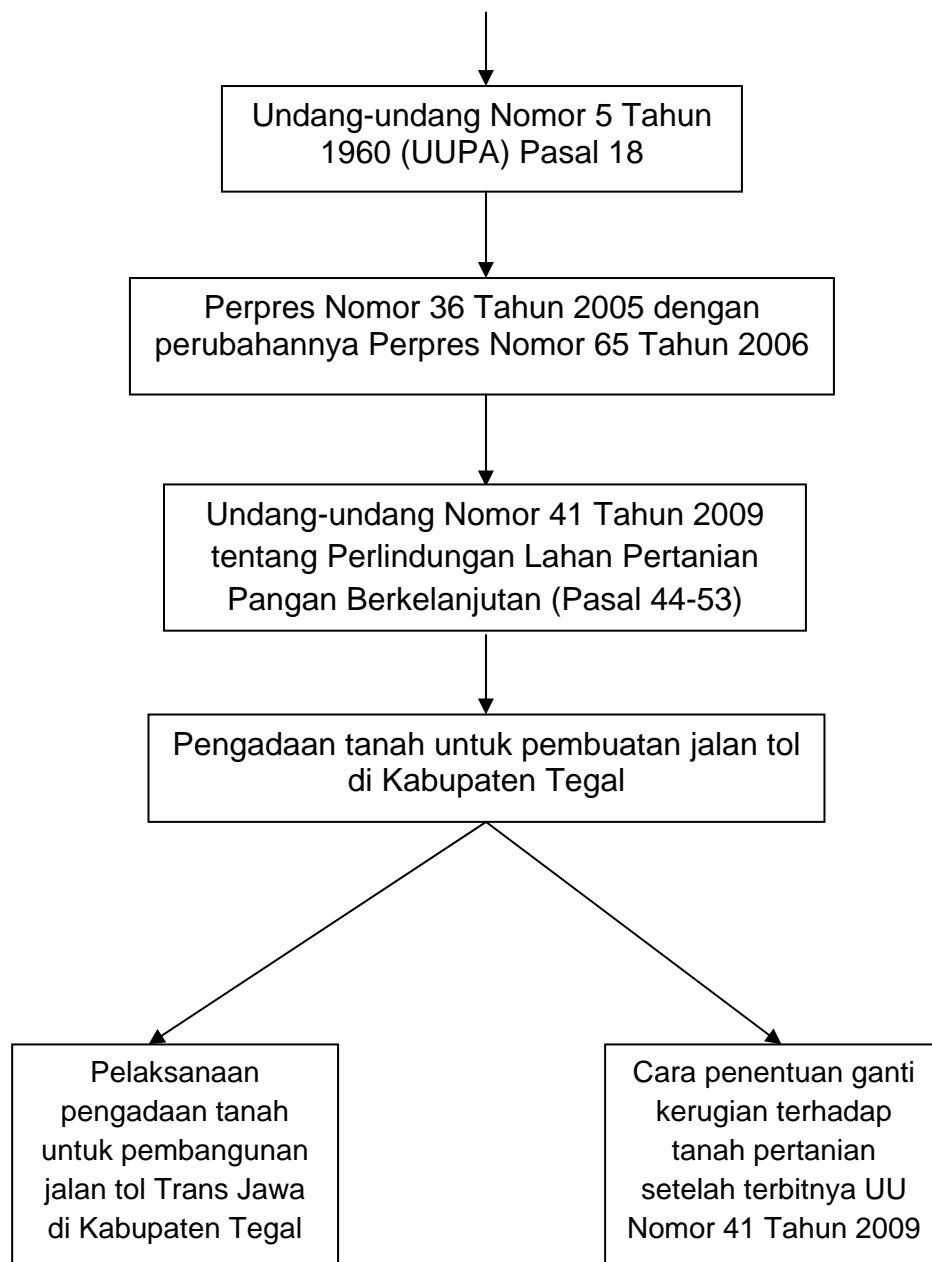 Undang-undang Nomor 5 Tahun
1960 (UUPA) Pasal 18
Perpres Nomor 36 Tahun 2005 dengan
perubahannya Perpres Nomor 65 Tahun 2006
Undang-undang Nomor 41 Tahun 2009
tentang Perlindungan Lahan Pertanian
Pangan Berkelanjutan (Pasal 44-53)
Pengadaan tanah untuk pembuatan jalan tol
di Kabupaten Tegal
Pelaksanaan
pengadaan tanah
untuk pembangunan
jalan tol Trans Jawa
di Kabupaten Tegal
Cara penentuan ganti
kerugian terhadap
tanah pertanian
setelah terbitnya UU
Nomor 41 Tahun 2009